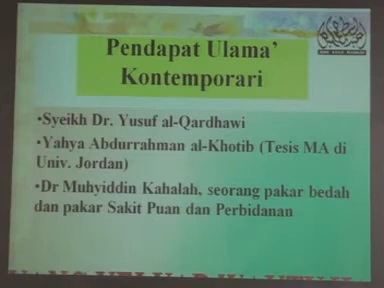 Pendapat Ulama’
Kontemporari
•Syeikh Dr. Yusuf al-Qardhawi
•Yahya Abdurrahman al-Khotib (Tesis MA di
Univ. Jordan)
•Dr Muhyiddin Kahalah, seorang pakar bedah
dan pakar Sakit Puan dan Perbidanan